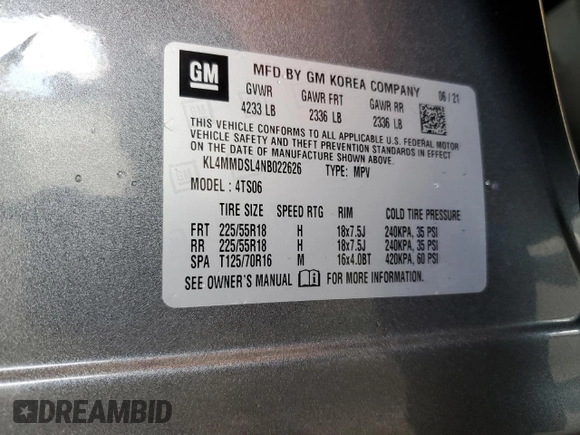 GM
MFD BY GM KOREA COMPANY 06 / 21
GVWR GAWR FRT GAWR RR
4233 LB 2336 LB 2336 LB
THIS VEHICLE CONFORMS TO ALL APPLICABLE U.S. FEDERAL MOTOR
VEHICLE SAFETY AND THEFT PREVENTION STANDARDS IN EFFECT ON
THE DATE OF MANUFACTURE SHOWN ABOVE.
KL4MMDSL4NB022626 TYPE: MPV
MODEL : 4TS06
TIRE SIZE SPEED RTG RIM COLD TIRE PRESSURE
FRT 225/55R18 H 18x7.5J 240KPA, 35 PSI
RR 225/55R18 H 18x7.5J 240KPA, 35 PSI
SPA T125/70R16 M 16x4.0BT 420KPA, 60 PSI
SEE OWNER'S MANUAL FOR MORE INFORMATION.
DREAMBID